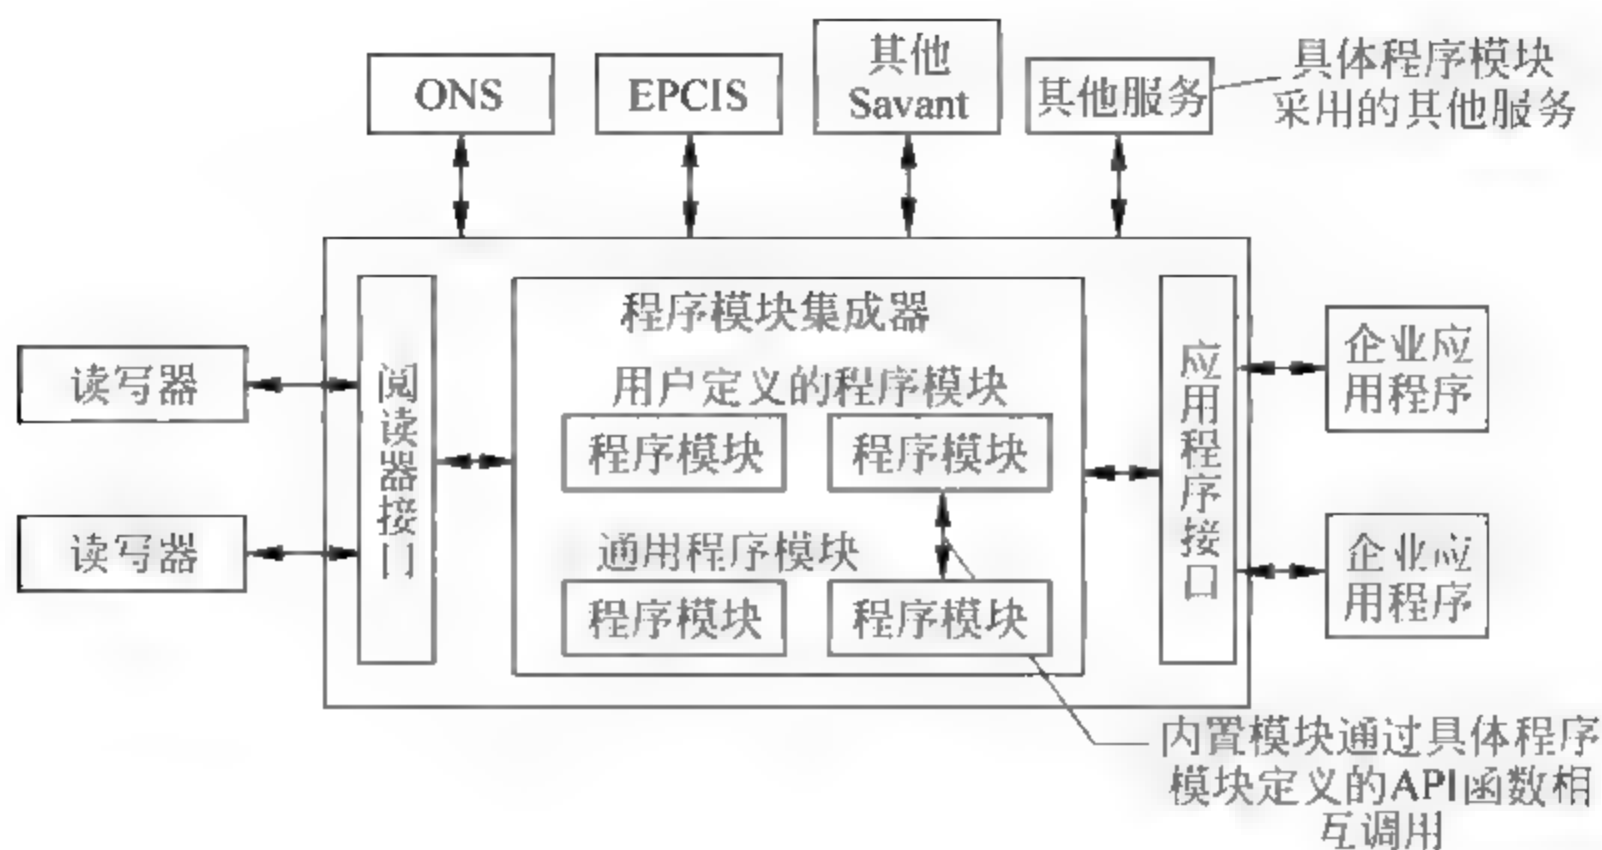 ONS
EPCIS
其他
Savant
其他服务
具体程序模块
采用的其他服务
程序模块集成器
用户定义的程序模块
程序模块
程序模块
通用程序模块
程序模块
程序模块
读写器
读写器
阅读器接口
应用程序接口
企业应
用程序
企业应
用程序
内置模块通过具体程序
模块定义的API函数相
互调用